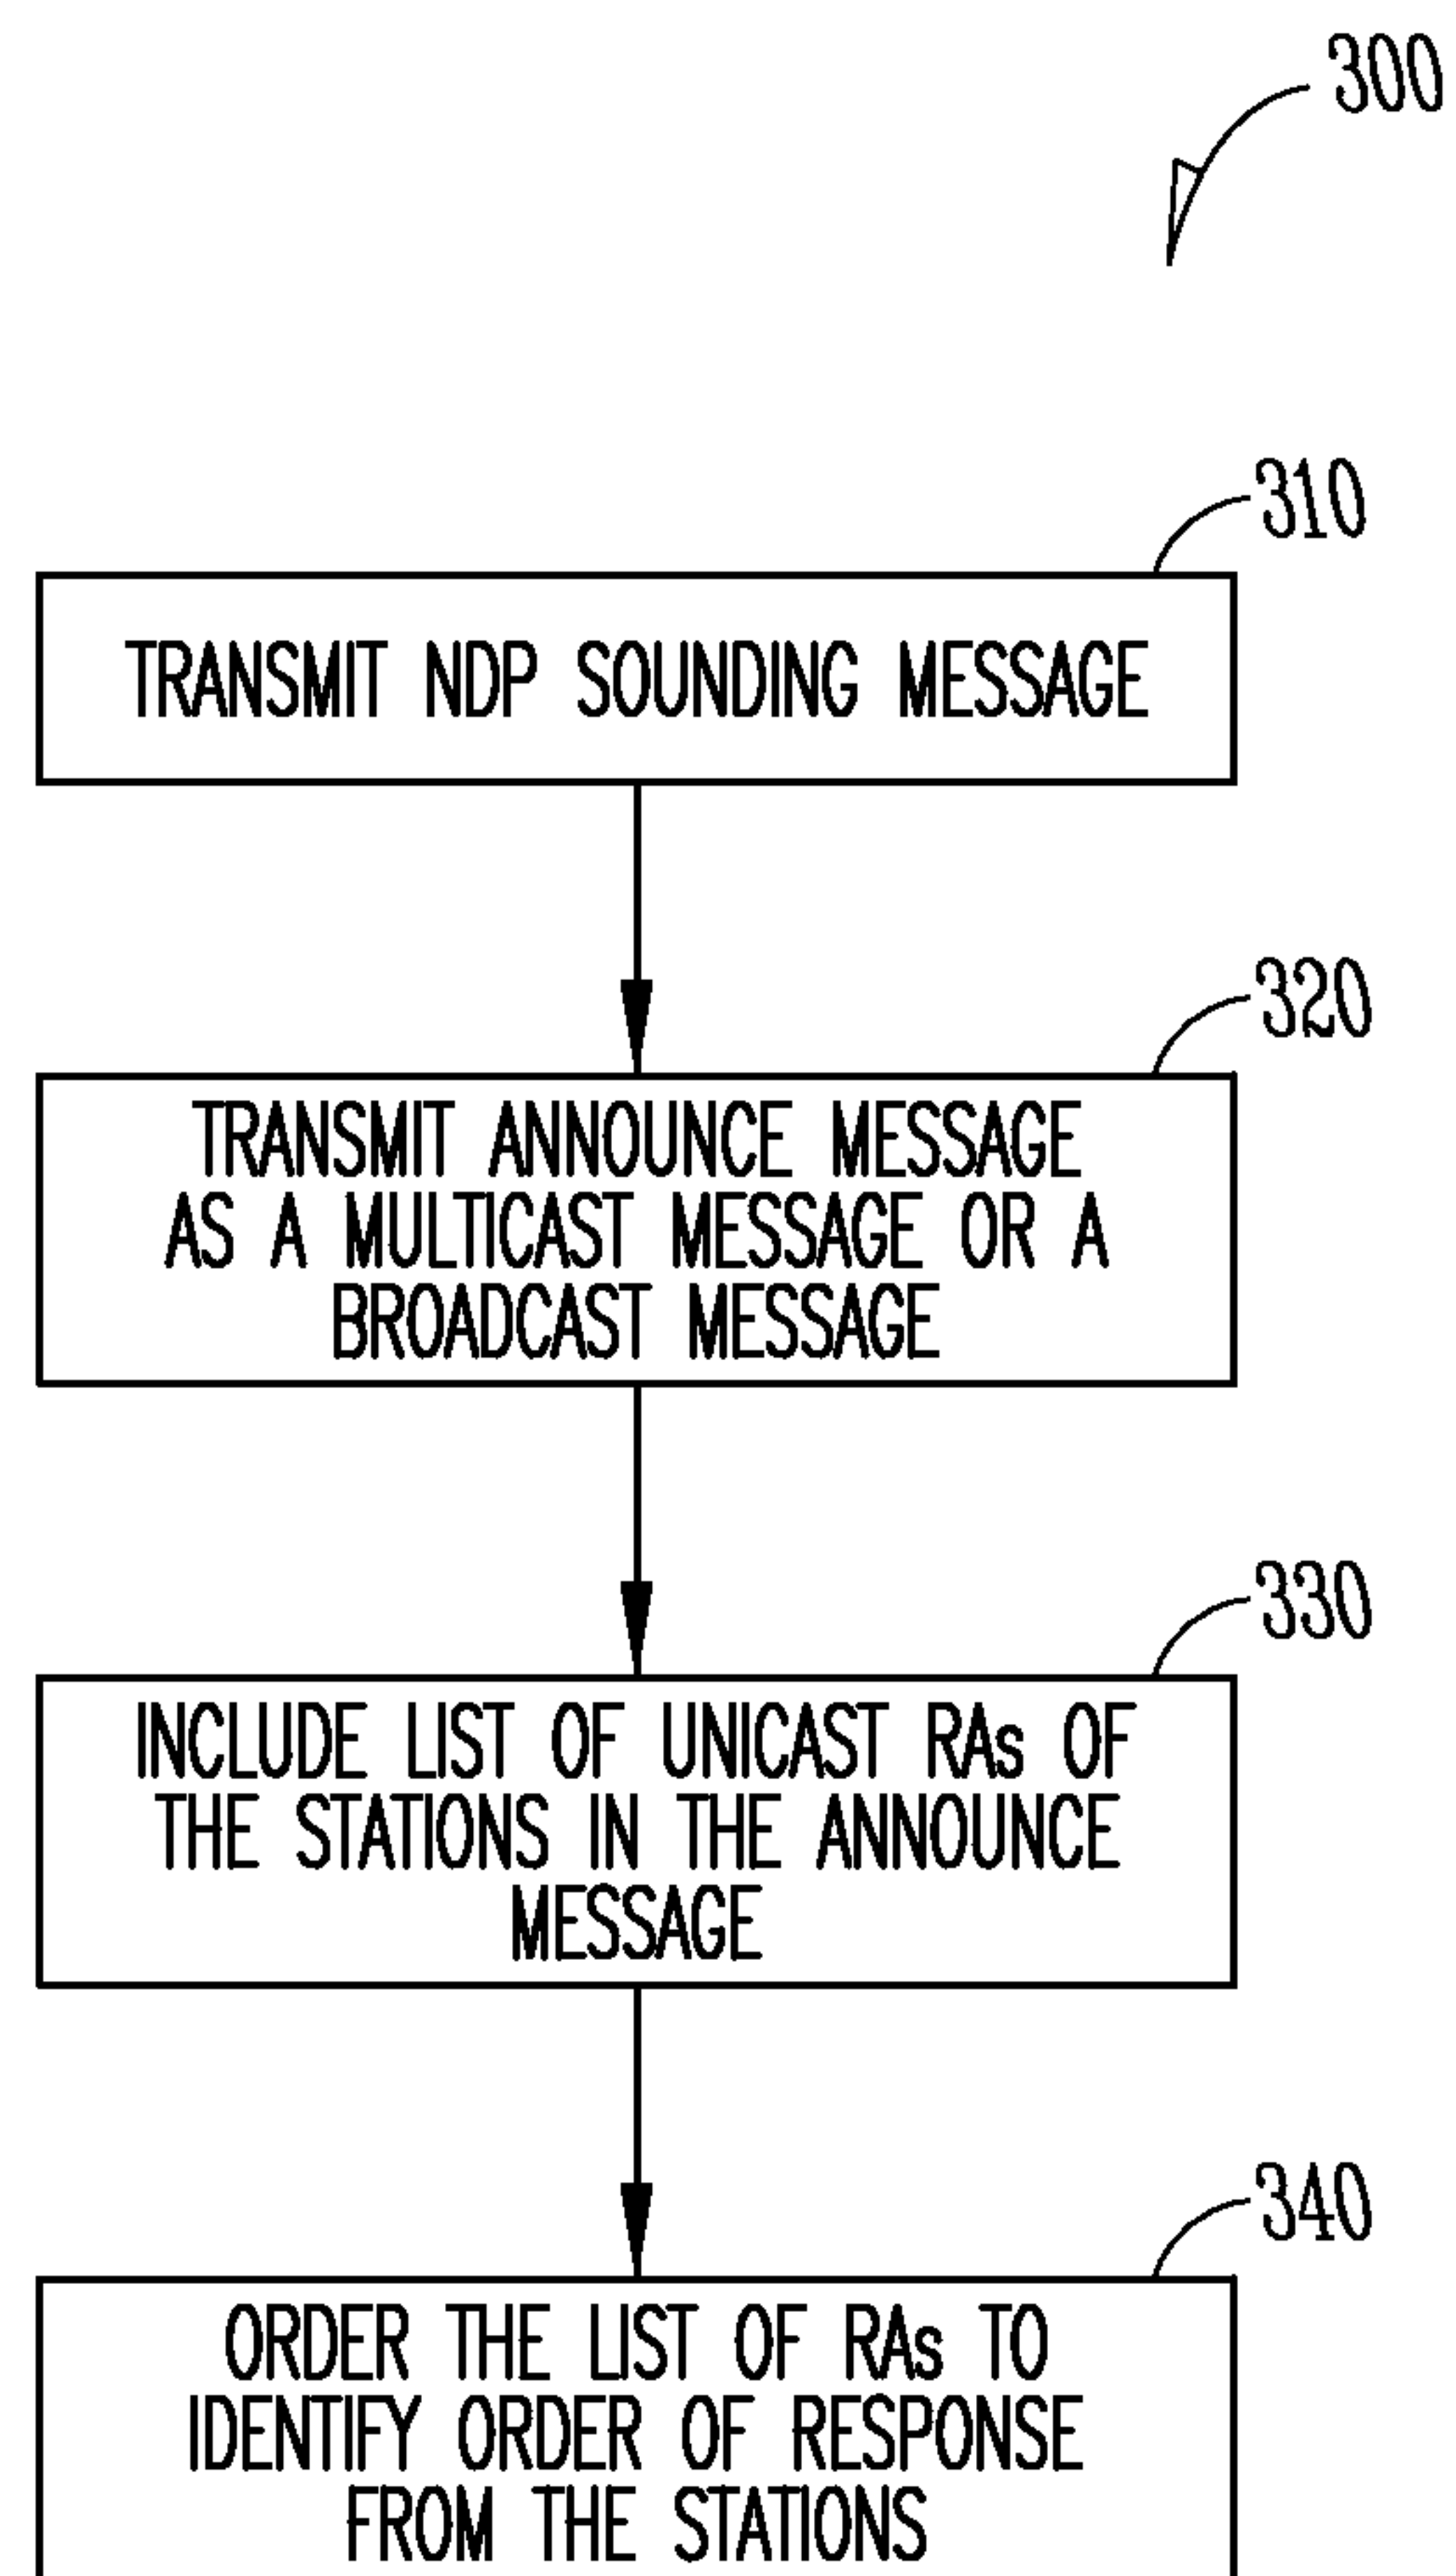 300
310
TRANSMIT NDP SOUNDING MESSAGE
320
TRANSMIT ANNOUNCE MESSAGE
AS A MULTICAST MESSAGE OR A
BROADCAST MESSAGE
330
INCLUDE LIST OF UNICAST RAs OF
THE STATIONS IN THE ANNOUNCE
MESSAGE
340
ORDER THE LIST OF RAs TO
IDENTIFY ORDER OF RESPONSE
FROM THE STATIONS